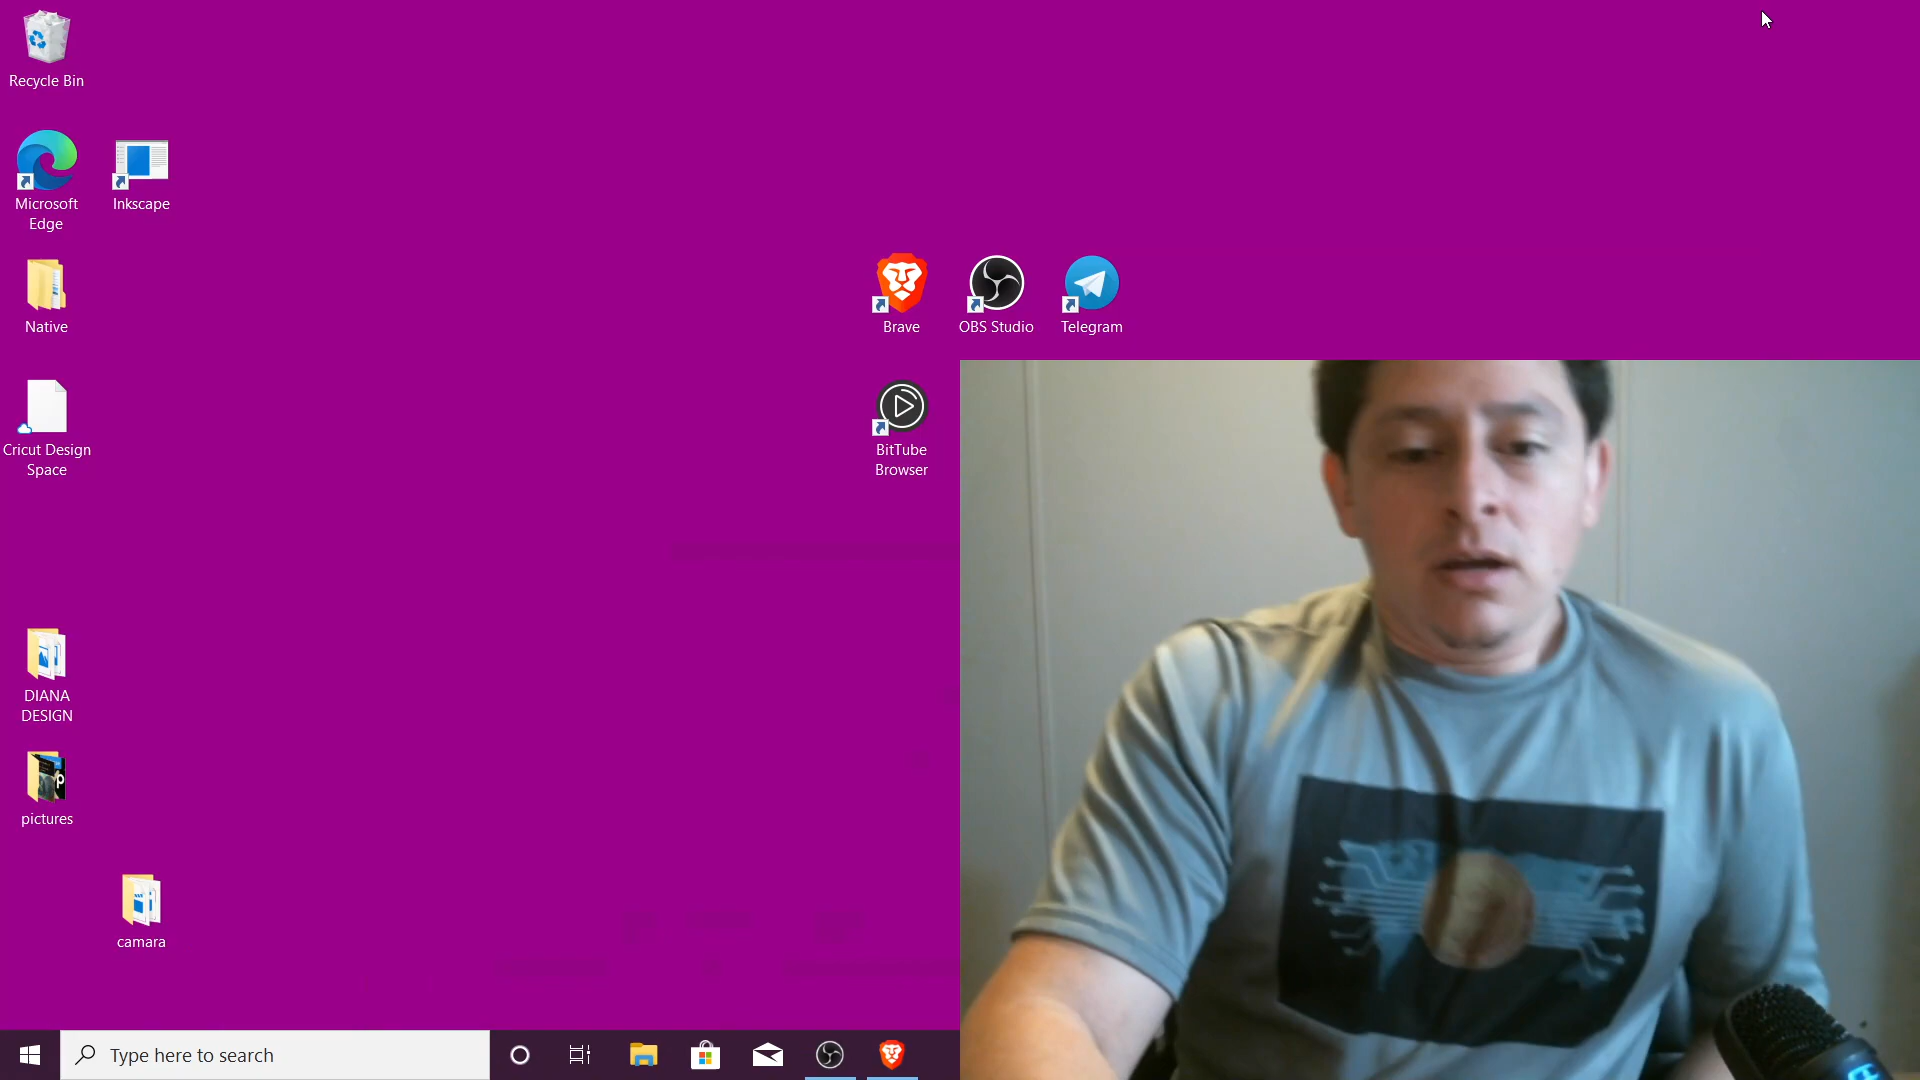 Recycle Bin
Microsoft
Edge
Inkscape
Native
Brave
OBS Studio
Telegram
Cricut Design
Space
BitTube
Browser
DIANA
DESIGN
pictures
camara
Type here to search